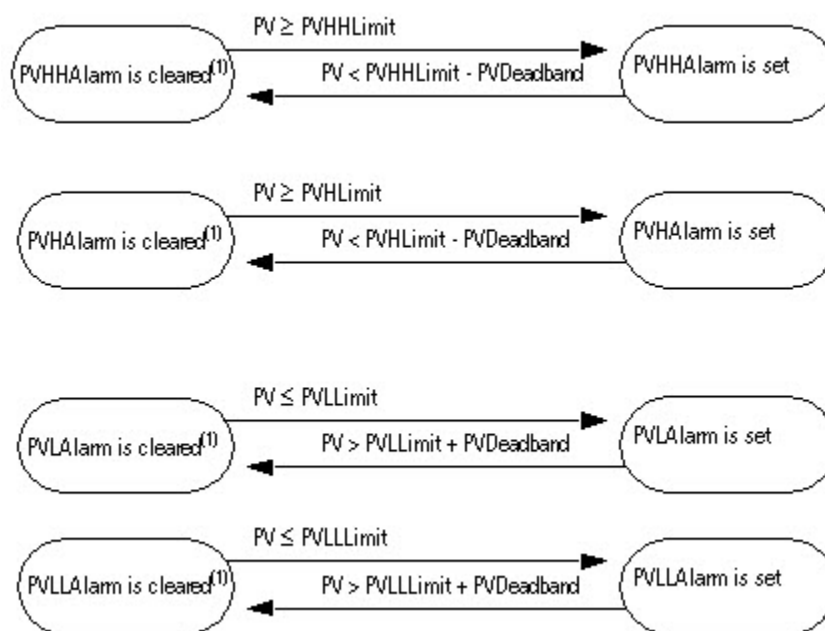 PV ≥ PVHHLimit
PVHHAlarm is cleared(1)
PVHHAlarm is set
PV < PVHHLimit - PVDeadband
PV ≥ PVHLimit
PVHAlarm is cleared(1)
PVHAlarm is set
PV < PVHLimit - PVDeadband
PV ≤ PVLLimit
PVLAlarm is cleared(1)
PVLAlarm is set
PV > PVLLimit + PVDeadband
PV ≤ PVLLLimit
PVLLAlarm is cleared(1)
PVLLAlarm is set
PV > PVLLLimit + PVDeadband